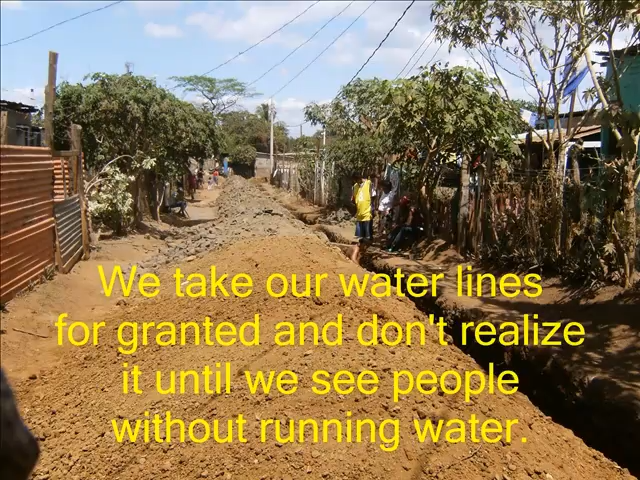 We take our water lines
for granted and don't realize
it until we see people
without running water.